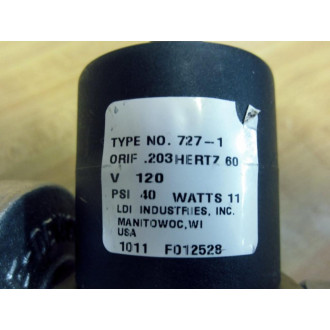 TYPE NO. 727-1
ORIF .203 HERTZ 60
V 120
PSI 40 WATTS 11
LDI INDUSTRIES, INC.
MANITOWOC, WI
USA
1011 F012528